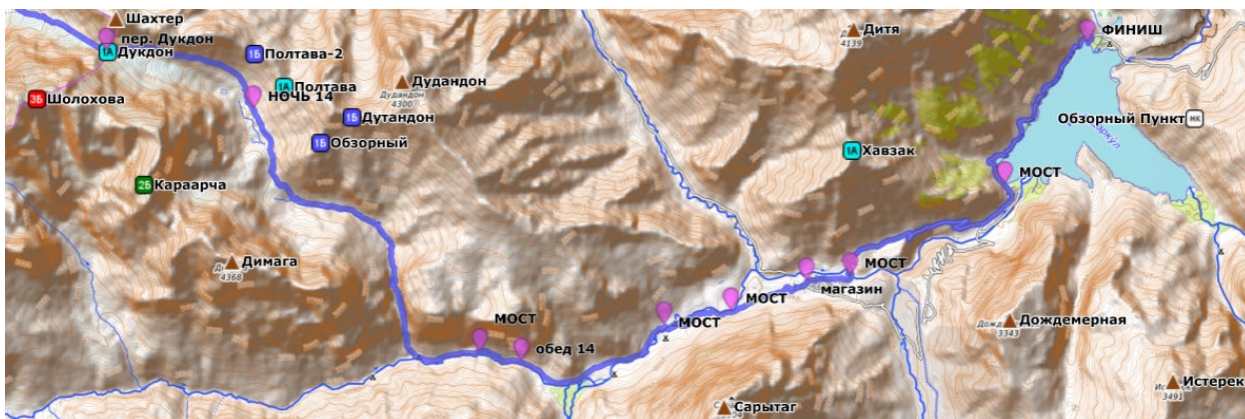 Шахтер
пер. Дукдон
1А Дукдон
1Б Полтава-2
1А Полтава
НОЧЬ 14
3Б Шолохова
Дудандон
Дудандон
4300
1Б Дутандон
1Б Обзорный
2Б Караарча
Димага
4368
Дитя
4139
ФИНИШ
Обзорный Пункт НК
1А Хавзак
МОСТ
МОСТ
магазин
МОСТ
МОСТ
обед 14
Дождемерная
3343
Истерек
3491
Сарытаг